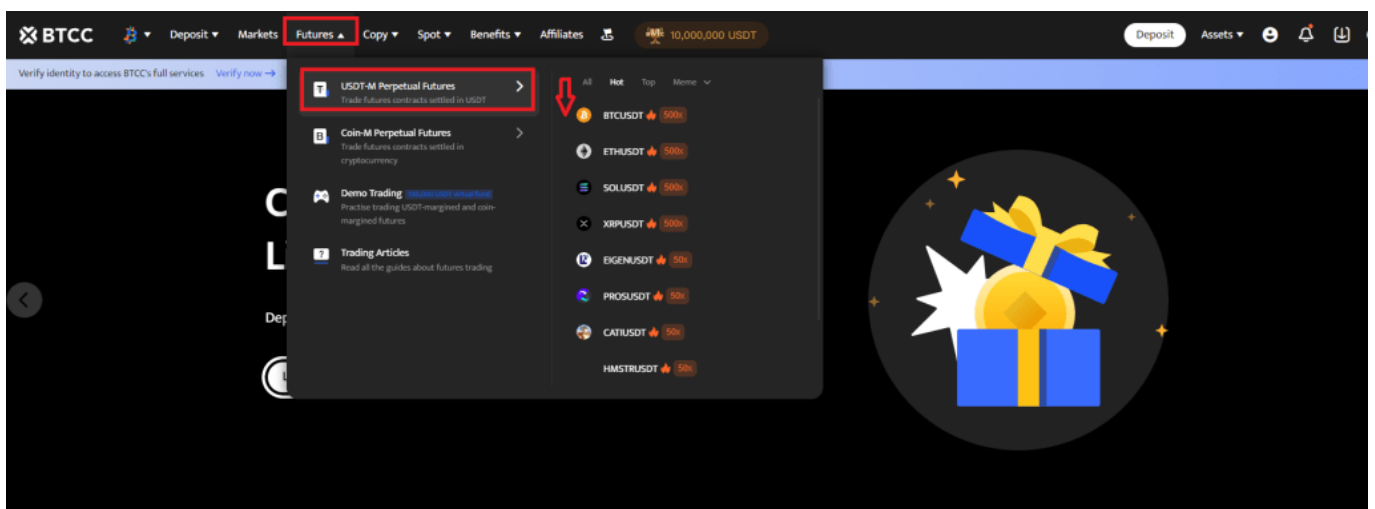 BTCC Deposit Markets Futures Copy Spot Benefits Affiliates 10,000,000 USDT Deposit Assets
Verify identity to access BTCC's full services Verify now →
USDT-M Perpetual Futures
Trade futures contracts settled in USDT
Coin-M Perpetual Futures
Trade futures contracts settled in
cryptocurrency
Demo Trading
Practise trading USDT-margined and coin-
margined futures
Trading Articles
Read all the guides about futures trading
All Hot Top Meme
BTCUSDT 500x
ETHUSDT 500x
SOLUSDT 500x
XRPUSDT 500x
EIGENUSDT 50x
PROSUSDT 50x
CATIUSDT 50x
HMSTRUSDT 50x
C
L
Dep